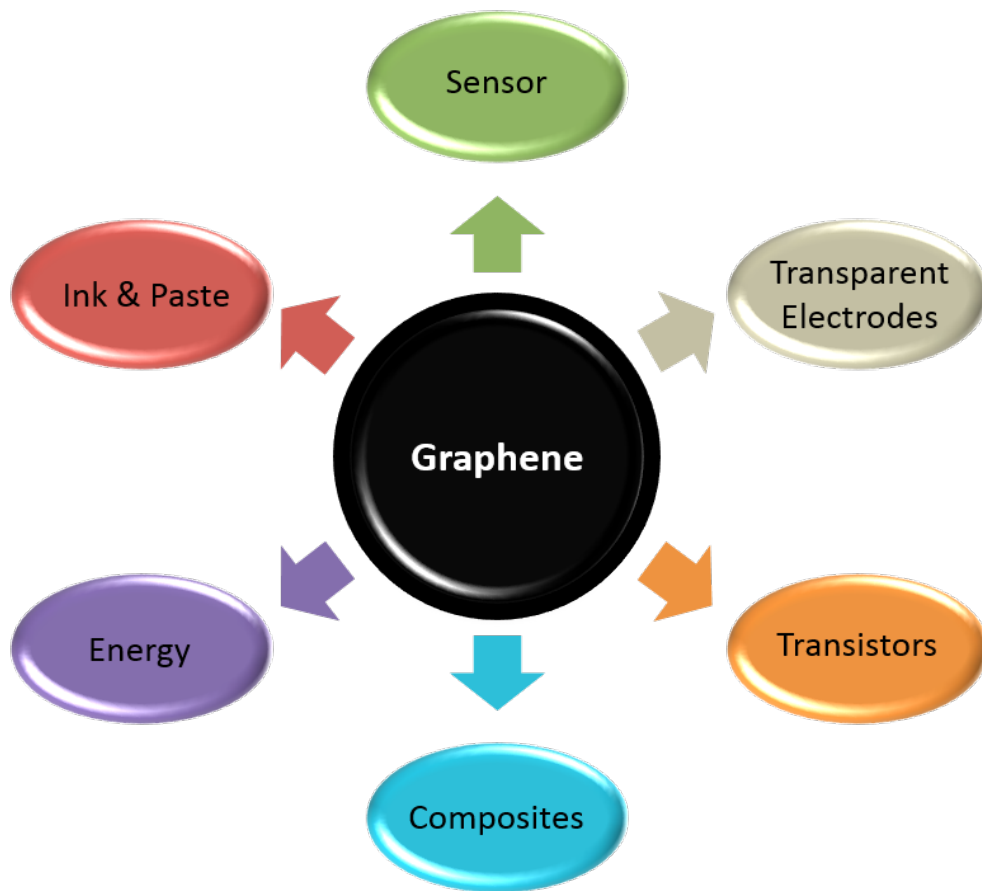 Sensor
Ink & Paste
Transparent
Electrodes
Graphene
Energy
Transistors
Composites